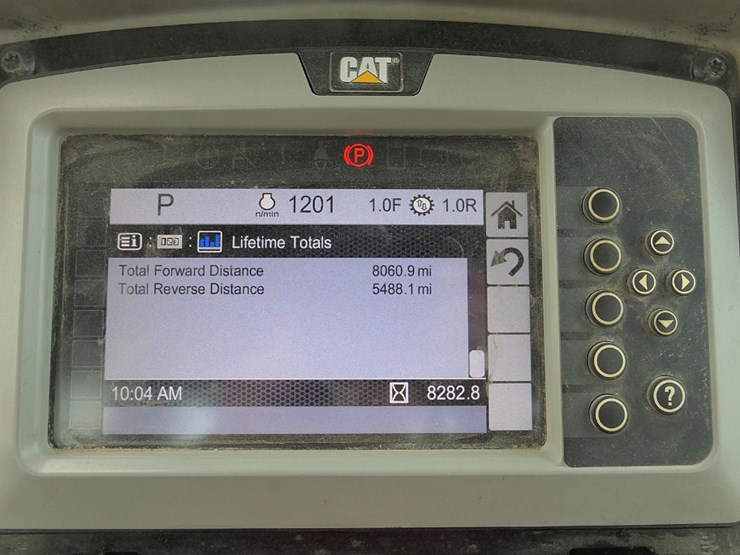 CAT®
(P)
P n/min 1201 1.0F 1.0R
: : Lifetime Totals
Total Forward Distance 8060.9 mi
Total Reverse Distance 5488.1 mi
10:04 AM 8282.8
?